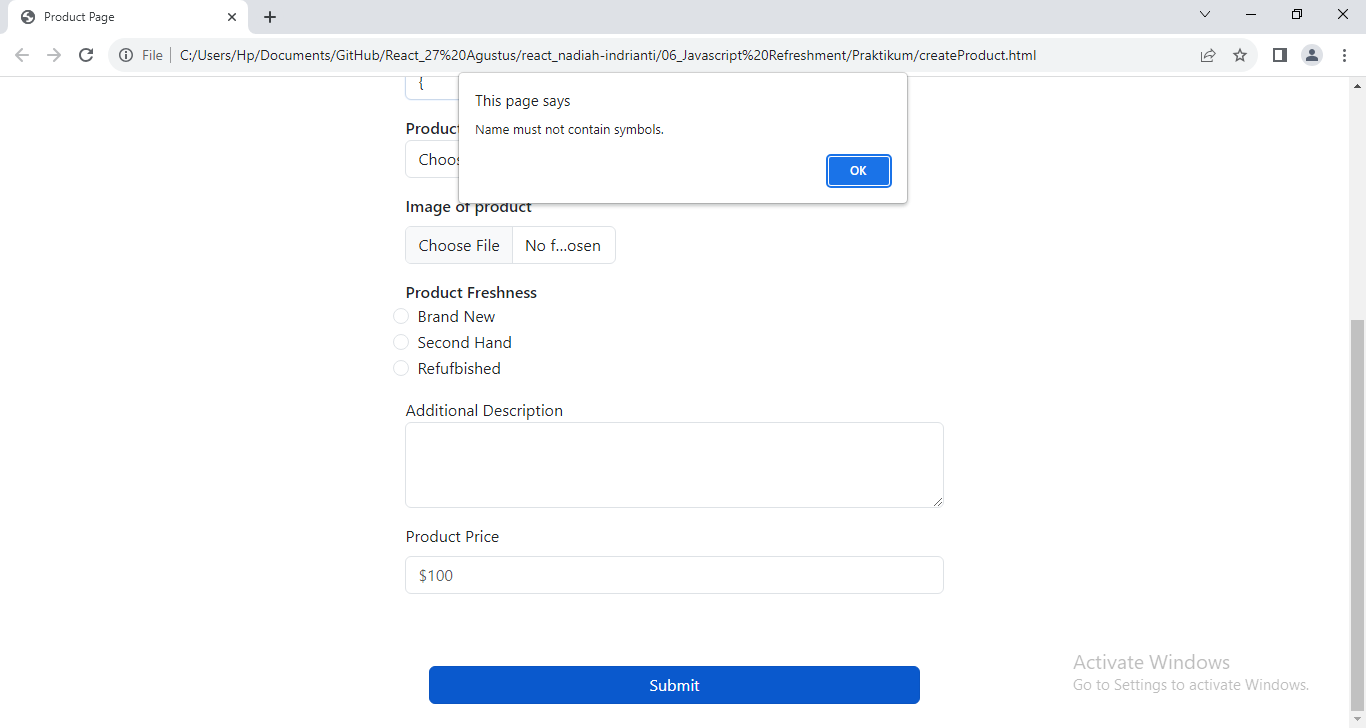 Product Page
File
C:/Users/Hp/Documents/GitHub/React_27%20Agustus/react_nadiah-indrianti/06_Javascript%20Refreshment/Praktikum/createProduct.html
{
This page says
Name must not contain symbols.
OK
Product
Choos
Image of product
Choose File No f...osen
Product Freshness
Brand New
Second Hand
Refufbished
Additional Description
Product Price
$100
Submit
Activate Windows
Go to Settings to activate Windows.